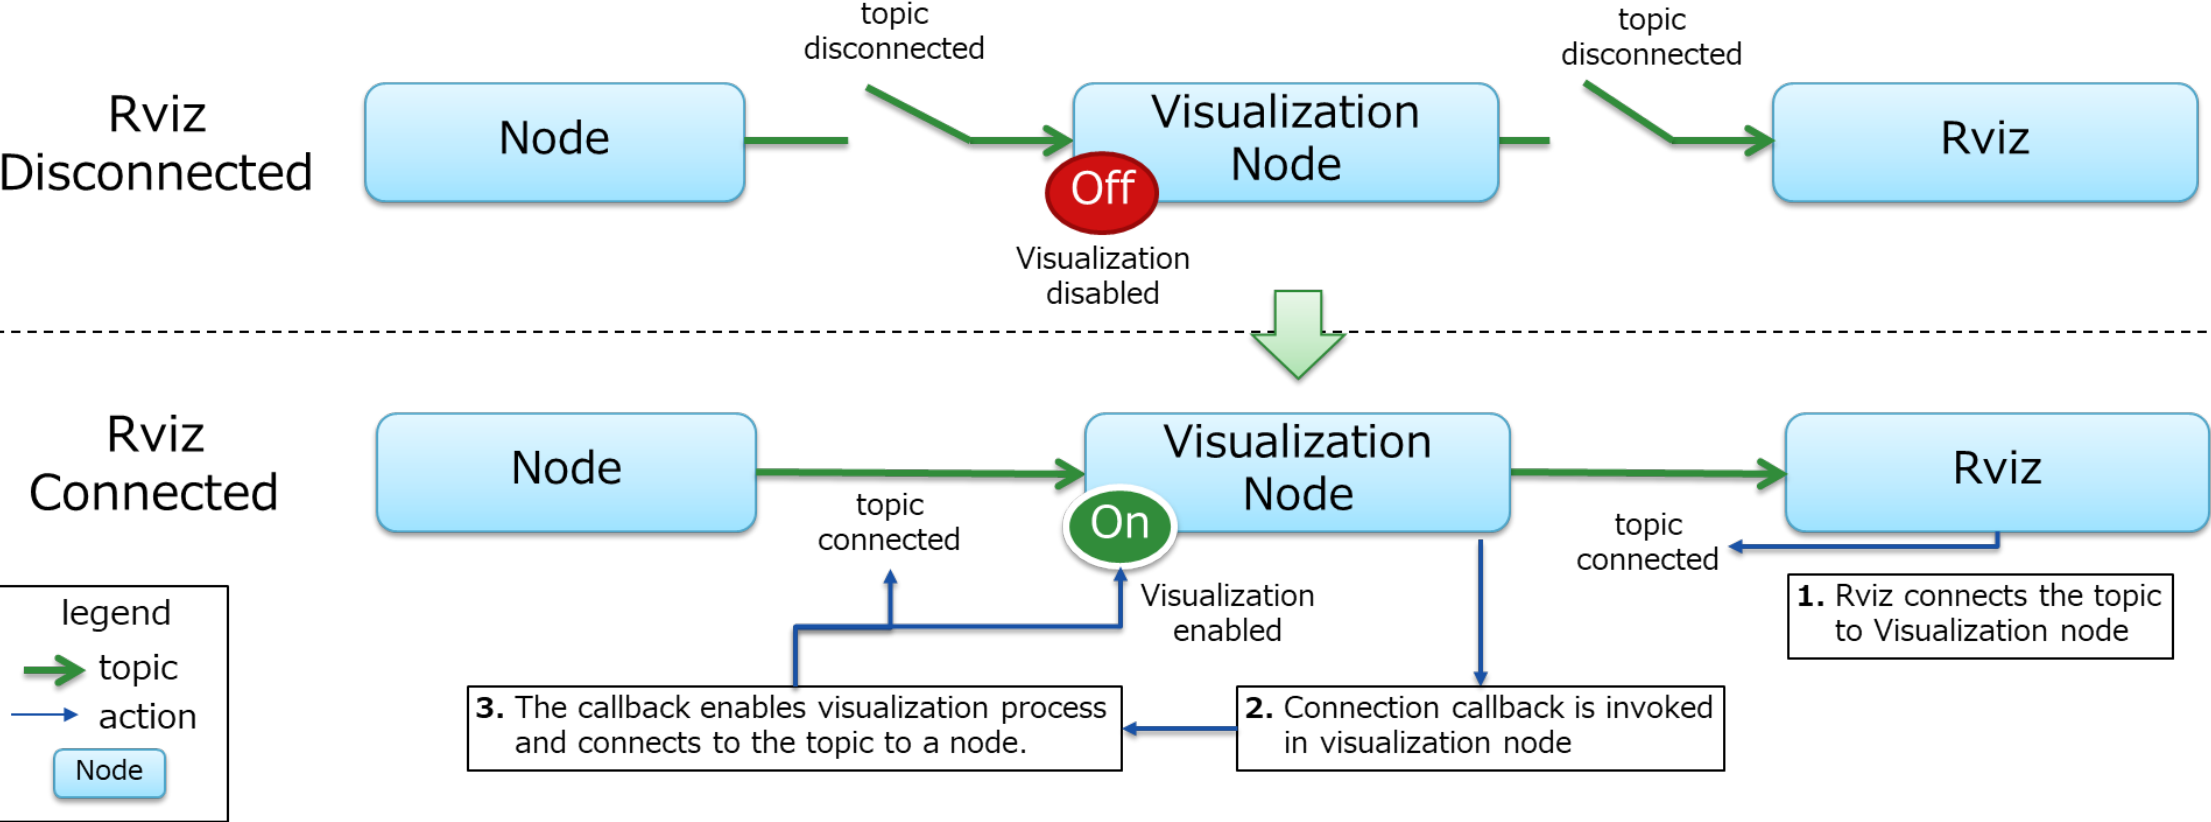 topic
disconnected
topic
disconnected
Rviz
Disconnected
Node
Visualization
Node
Rviz
Off
Visualization
disabled
Rviz
Connected
Node
Visualization
Node
Rviz
On
topic
connected
topic
connected
Visualization
enabled
1. Rviz connects the topic
to Visualization node
2. Connection callback is invoked
in visualization node
3. The callback enables visualization process
and connects to the topic to a node.
legend
topic
action
Node